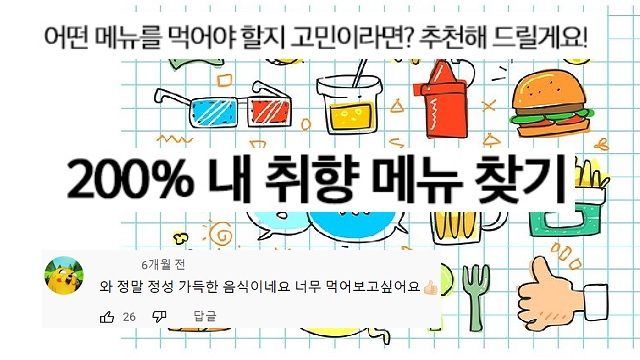 어떤 메뉴를 먹어야 할지 고민이라면? 추천해 드릴게요!
200% 내 취향 메뉴 찾기
6개월 전
와 정말 정성 가득한 음식이네요 너무 먹어보고싶어요👍🏻
26 답글